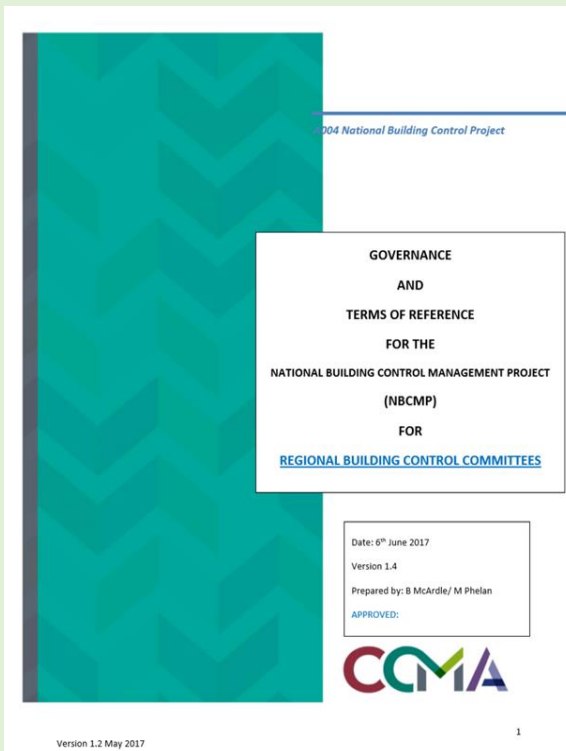 A004 National Building Control Project
GOVERNANCE
AND
TERMS OF REFERENCE
FOR THE
NATIONAL BUILDING CONTROL MANAGEMENT PROJECT
(NBCMP)
FOR
REGIONAL BUILDING CONTROL COMMITTEES
Date: 6th June 2017
Version 1.4
Prepared by: B McArdle/ M Phelan
APPROVED:
CCMA
1
Version 1.2 May 2017